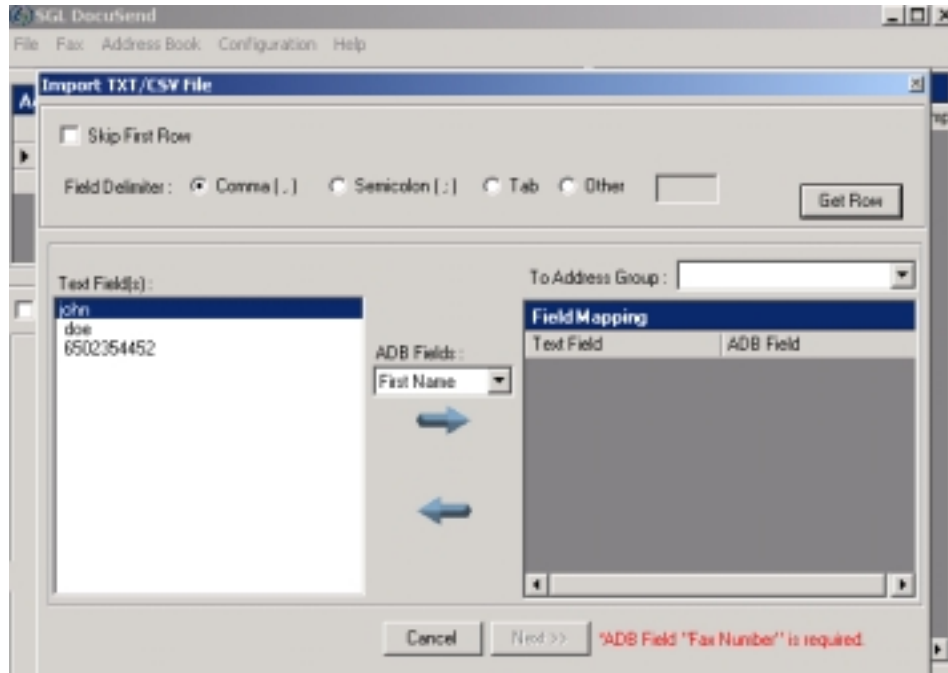 SGL DocuSend
File Fax Address Book Configuration Help
Import TXT/CSV File
Skip First Row
Field Delimiter : Comma ( , ) Semicolon ( ; ) Tab Other
Get Row
Text Field(s) :
To Address Group :
john
doe
6502354452
ADB Fields :
First Name
Field Mapping
Text Field ADB Field
Cancel Next >> *ADB Field "Fax Number" is required.